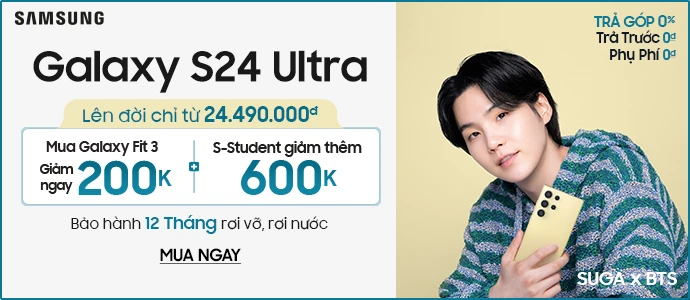 SAMSUNG
Galaxy S24 Ultra
Lên đời chỉ từ 24.490.000đ
Mua Galaxy Fit 3
Giảm ngay 200K
+
S-Student giảm thêm
600K
Bảo hành 12 Tháng rơi vỡ, rơi nước
MUA NGAY
TRẢ GÓP 0%
Trả Trước 0đ
Phụ Phí 0đ
SUGA x BTS